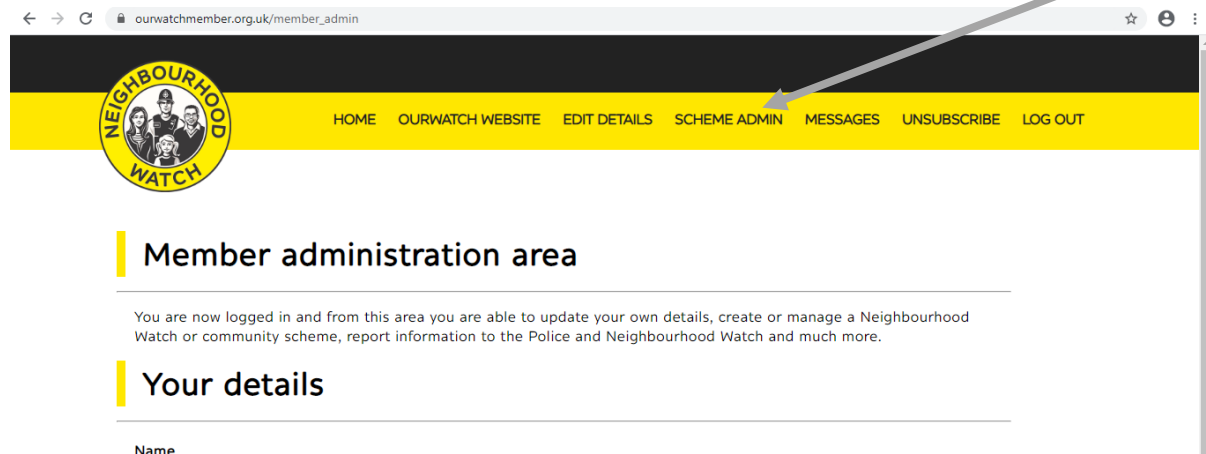 ourwatchmember.org.uk/member_admin
NEIGHBOURHOOD
WATCH
HOME OURWATCH WEBSITE EDIT DETAILS SCHEME ADMIN MESSAGES UNSUBSCRIBE LOG OUT
Member administration area
You are now logged in and from this area you are able to update your own details, create or manage a Neighbourhood
Watch or community scheme, report information to the Police and Neighbourhood Watch and much more.
Your details
Name